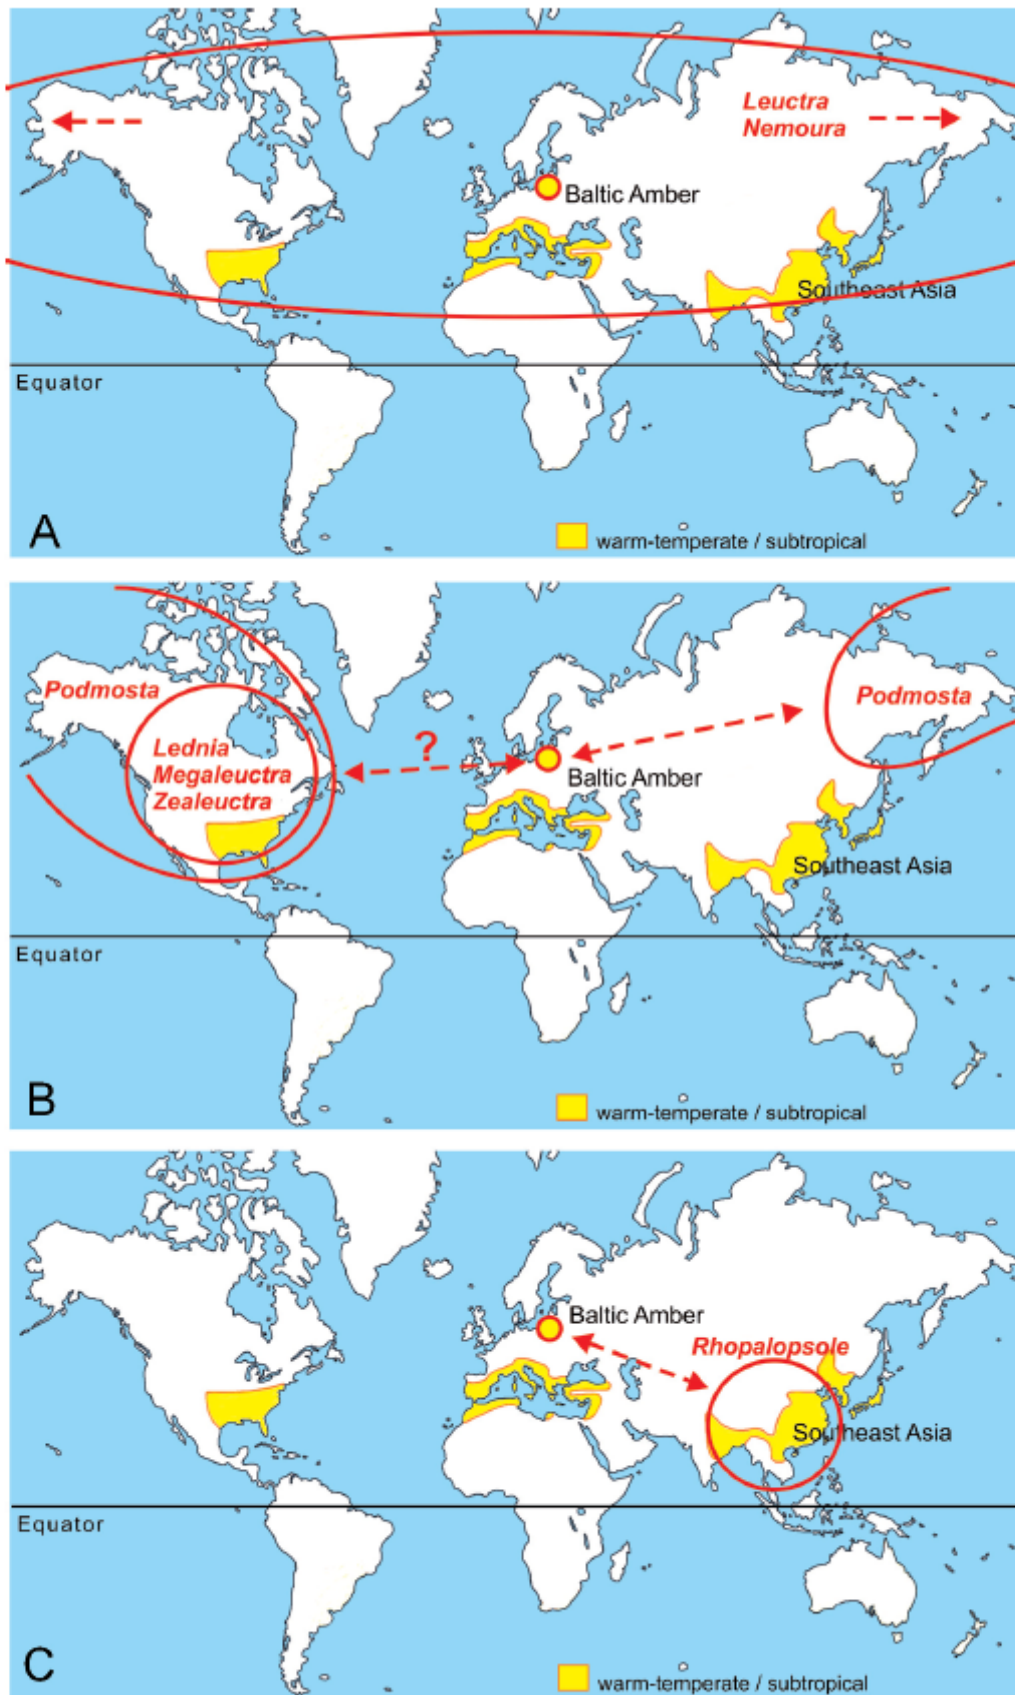 Leuctra
Nemoura
Baltic Amber
Southeast Asia
Equator
A
warm-temperate / subtropical
Podmosta
Podmosta
Lednia
Megaleuctra
Zealeuctra
?
Baltic Amber
Southeast Asia
Equator
B
warm-temperate / subtropical
Baltic Amber
Rhopalopsole
Southeast Asia
Equator
C
warm-temperate / subtropical